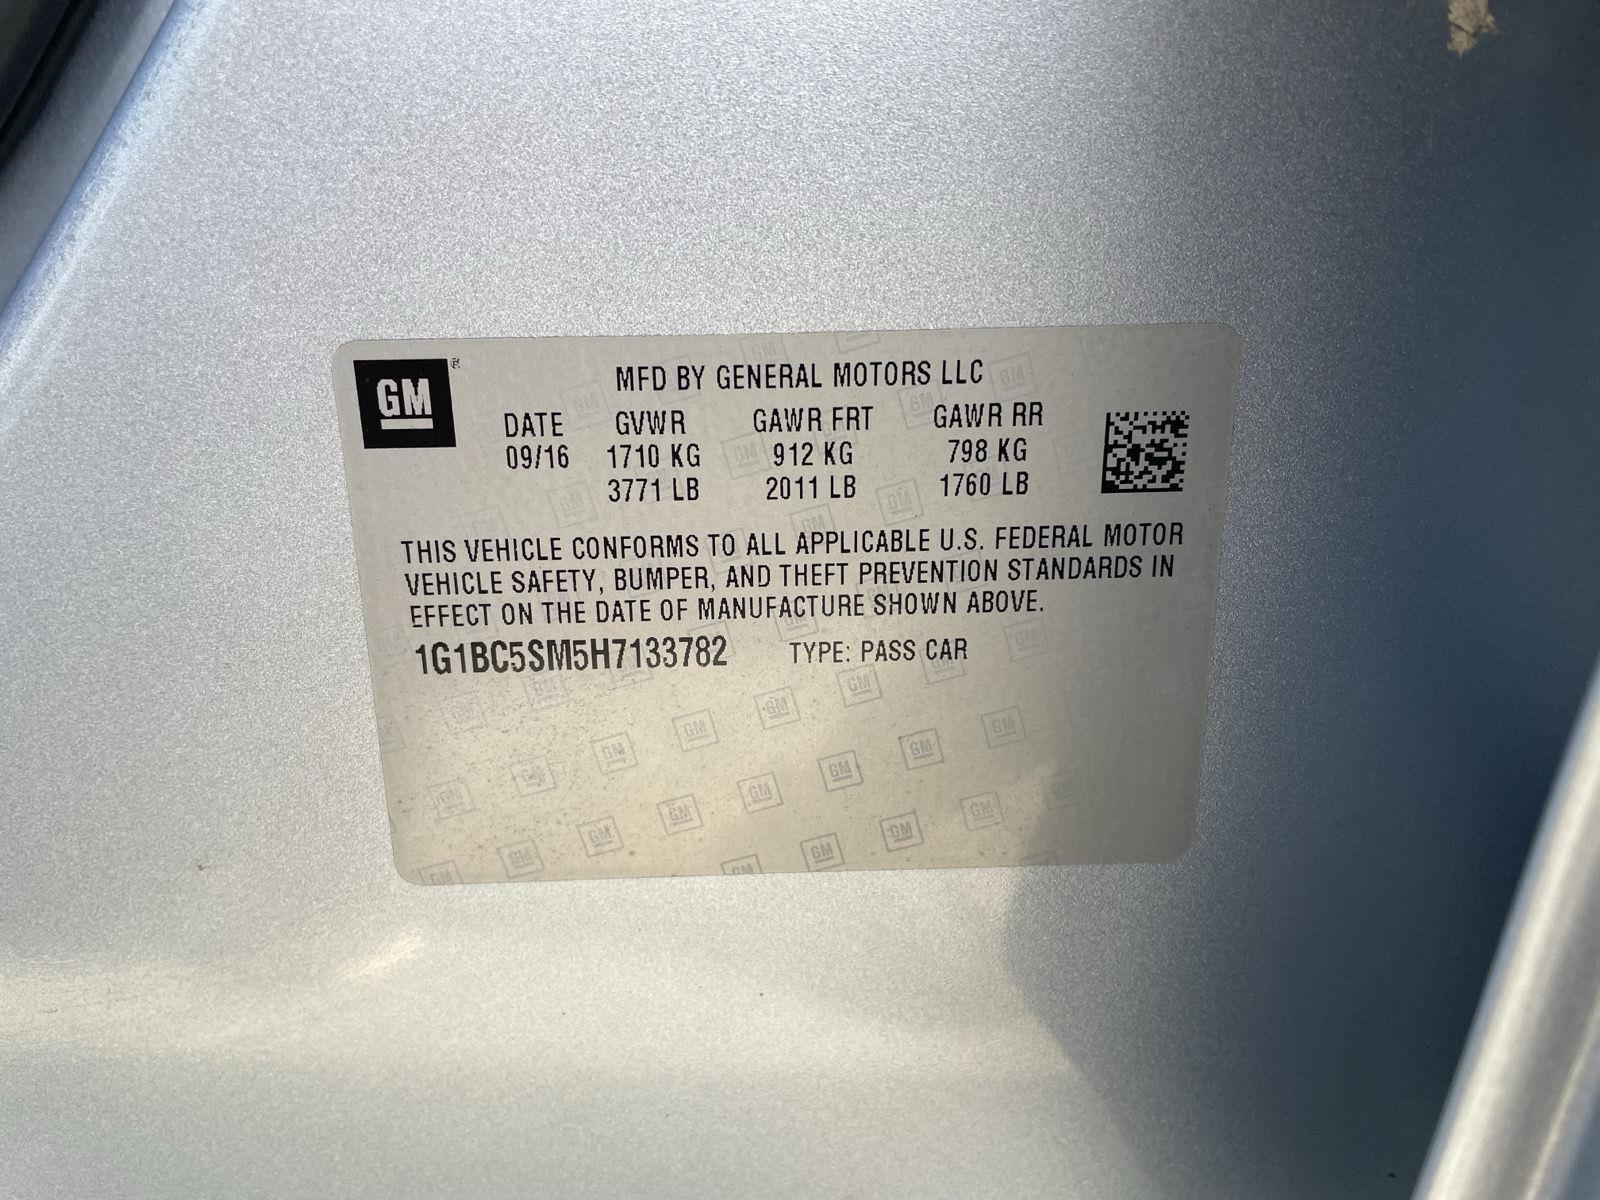 GM ®
MFD BY GENERAL MOTORS LLC
DATE GVWR GAWR FRT GAWR RR
09/16 1710 KG 912 KG 798 KG
3771 LB 2011 LB 1760 LB
THIS VEHICLE CONFORMS TO ALL APPLICABLE U.S. FEDERAL MOTOR
VEHICLE SAFETY, BUMPER, AND THEFT PREVENTION STANDARDS IN
EFFECT ON THE DATE OF MANUFACTURE SHOWN ABOVE.
1G1BC5SM5H7133782 TYPE: PASS CAR